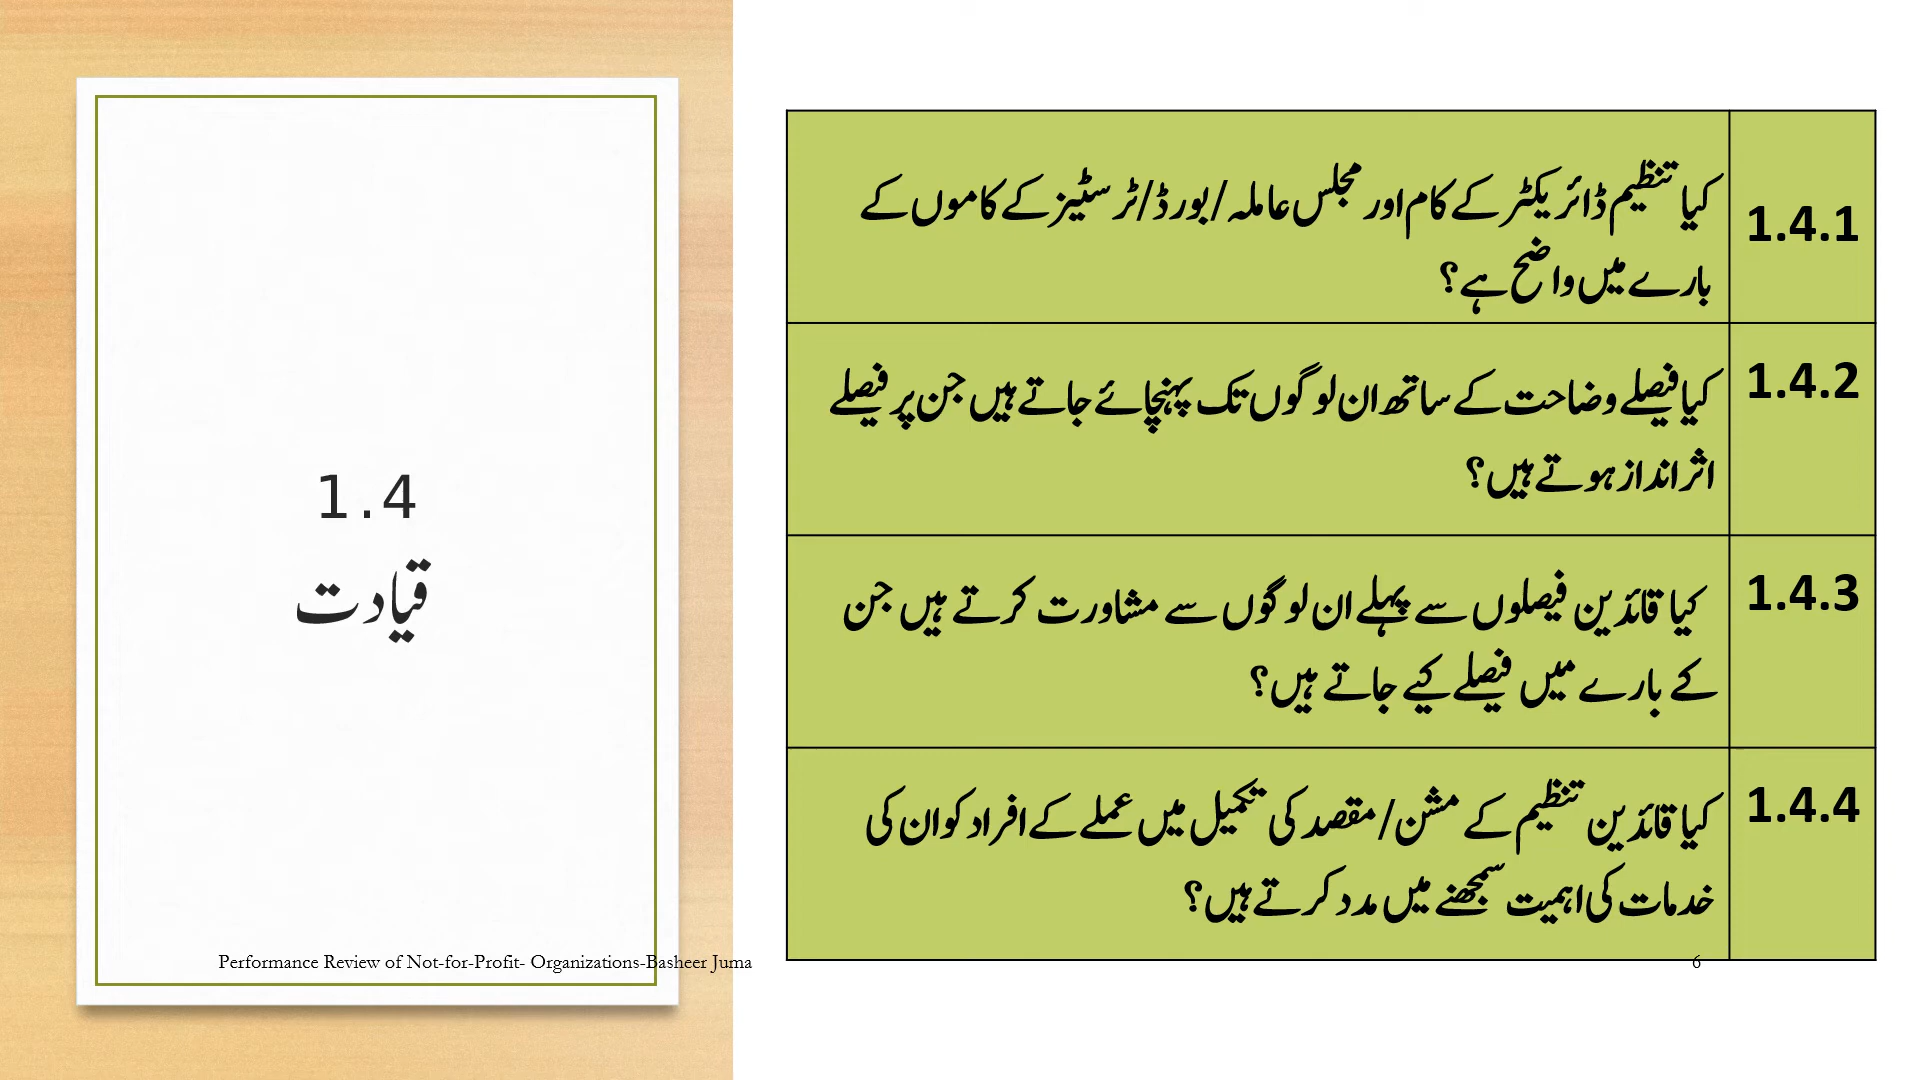 1.4
قیادت
1.4.1
کیا تنظیم ڈائریکٹر کے کام اور مجلس عاملہ/بورڈ/ٹرسٹیز کے کاموں کے
بارے میں واضح ہے؟
1.4.2
کیا فیصلے وضاحت کے ساتھ ان لوگوں تک پہنچائے جاتے ہیں جن پر فیصلے
اثر انداز ہوتے ہیں؟
1.4.3
کیا قائدین فیصلوں سے پہلے ان لوگوں سے مشاورت کرتے ہیں جن
کے بارے میں فیصلے کیے جاتے ہیں؟
1.4.4
کیا قائدین تنظیم کے مشن/مقصد کی تکمیل میں عملے کے افراد کو ان کی
خدمات کی اہمیت سمجھنے میں مدد کرتے ہیں؟
Performance Review of Not-for-Profit- Organizations-Basheer Juma
6